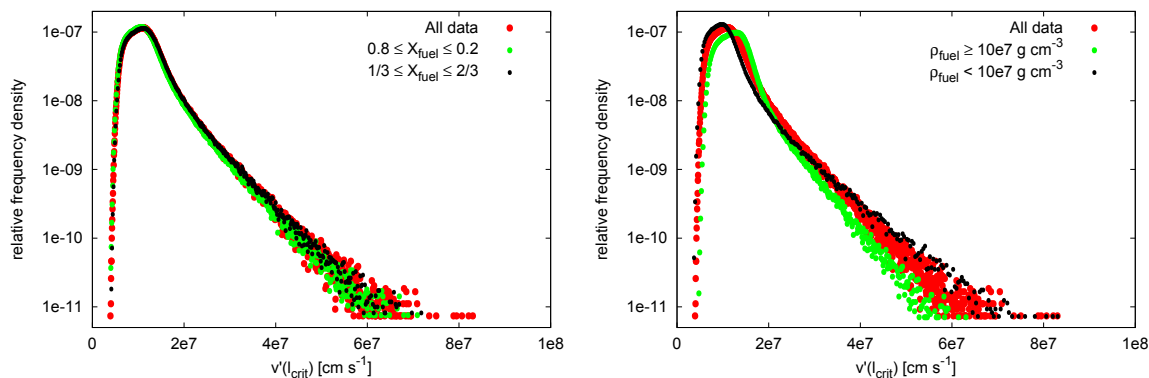 relative frequency density
1e-07
1e-08
1e-09
1e-10
1e-11
0
2e7
4e7
6e7
8e7
1e8
v'(l_crit) [cm s⁻¹]
All data
0.8 ≤ X_fuel ≤ 0.2
1/3 ≤ X_fuel ≤ 2/3
relative frequency density
1e-07
1e-08
1e-09
1e-10
1e-11
0
2e7
4e7
6e7
8e7
1e8
v'(l_crit) [cm s⁻¹]
All data
ρ_fuel ≥ 10e7 g cm⁻³
ρ_fuel < 10e7 g cm⁻³